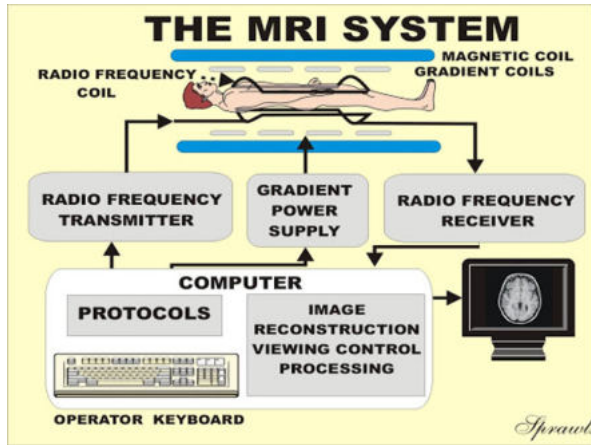 THE MRI SYSTEM
RADIO FREQUENCY
COIL
MAGNETIC COIL
GRADIENT COILS
RADIO FREQUENCY
TRANSMITTER
GRADIENT
POWER
SUPPLY
RADIO FREQUENCY
RECEIVER
COMPUTER
PROTOCOLS
IMAGE
RECONSTRUCTION
VIEWING CONTROL
PROCESSING
OPERATOR KEYBOARD
Sprawls